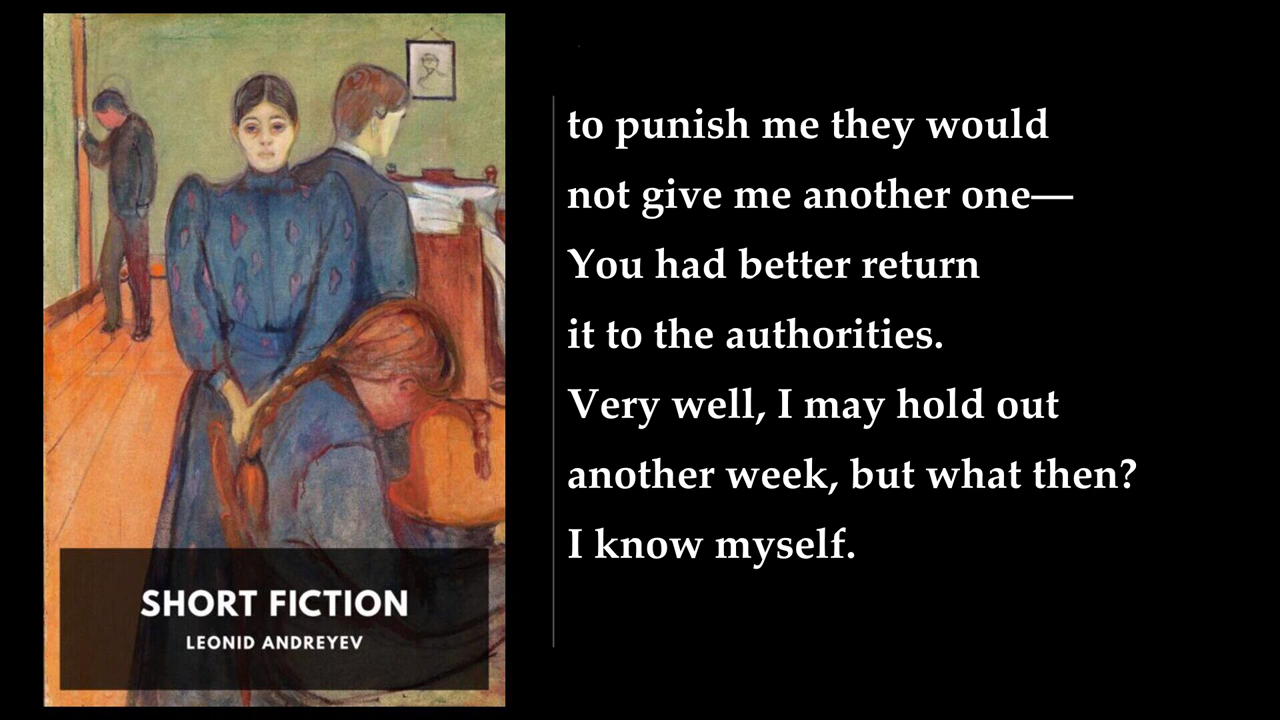 to punish me they would
not give me another one—
You had better return
it to the authorities.
Very well, I may hold out
another week, but what then?
I know myself.
SHORT FICTION
LEONID ANDREYEV